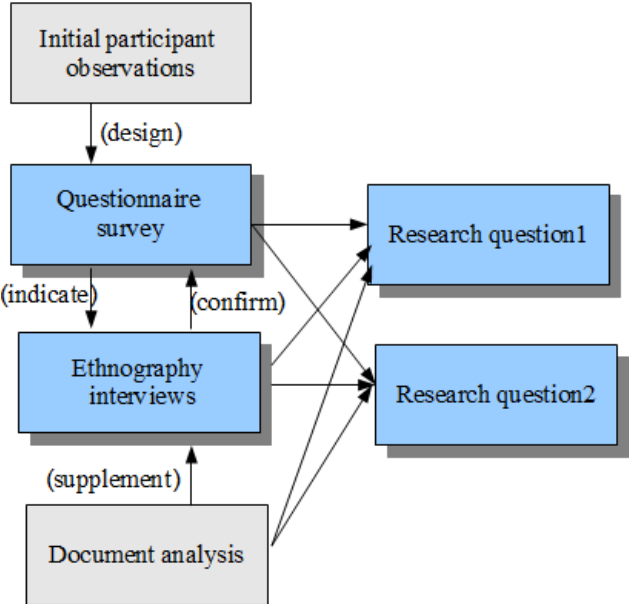 Initial participant
observations
(design)
Questionnaire
survey
Research question1
(indicate)
(confirm)
Ethnography
interviews
Research question2
(supplement)
Document analysis